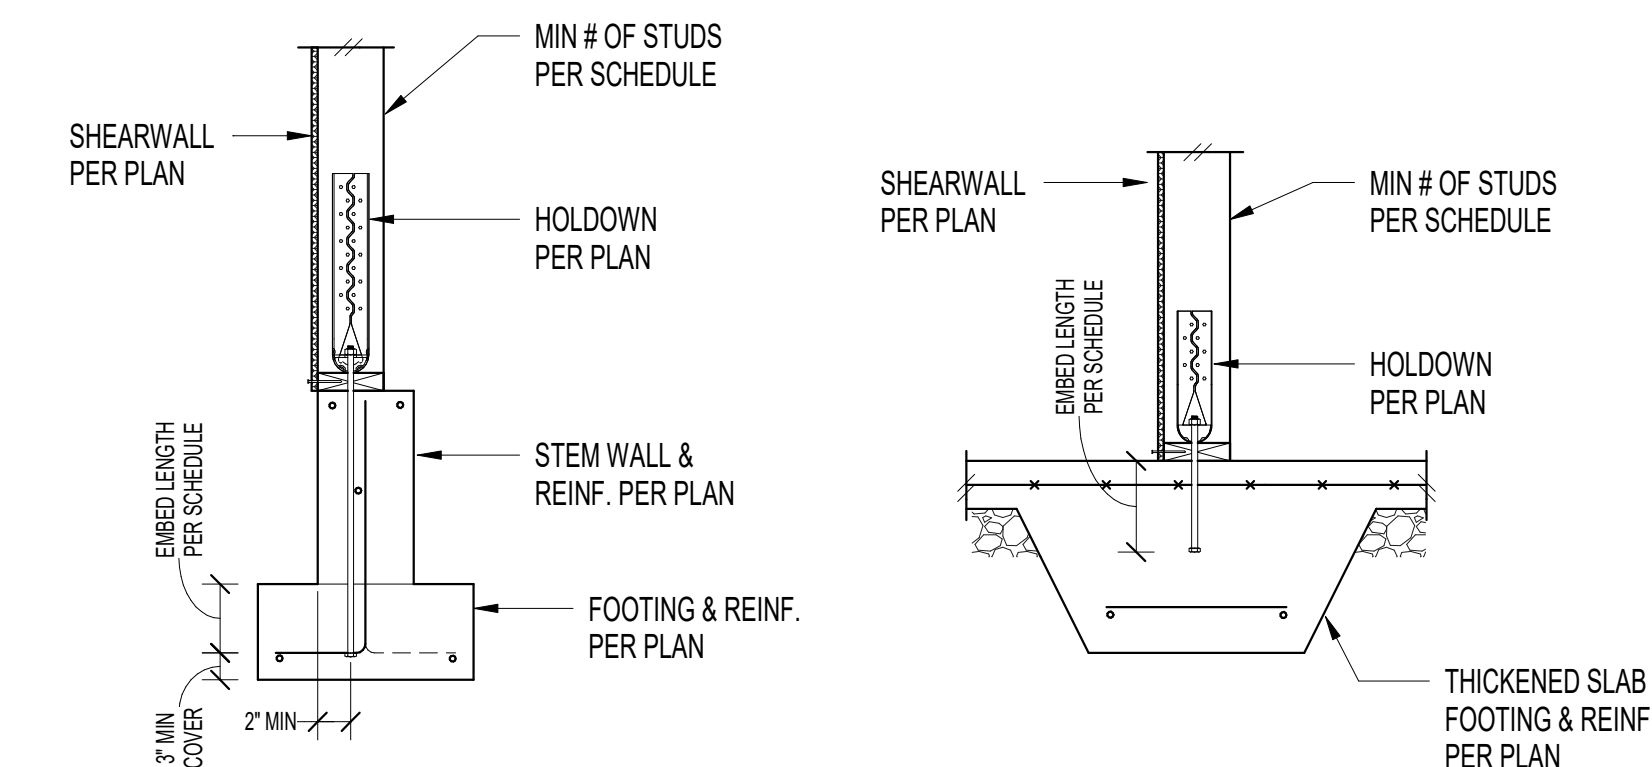 MIN # OF STUDS
PER SCHEDULE
SHEARWALL
PER PLAN
HOLDOWN
PER PLAN
EMBED LENGTH
PER SCHEDULE
STEM WALL &
REINF. PER PLAN
FOOTING & REINF.
PER PLAN
3" MIN
COVER
2" MIN
SHEARWALL
PER PLAN
MIN # OF STUDS
PER SCHEDULE
EMBED LENGTH
PER SCHEDULE
HOLDOWN
PER PLAN
THICKENED SLAB
FOOTING & REINF
PER PLAN